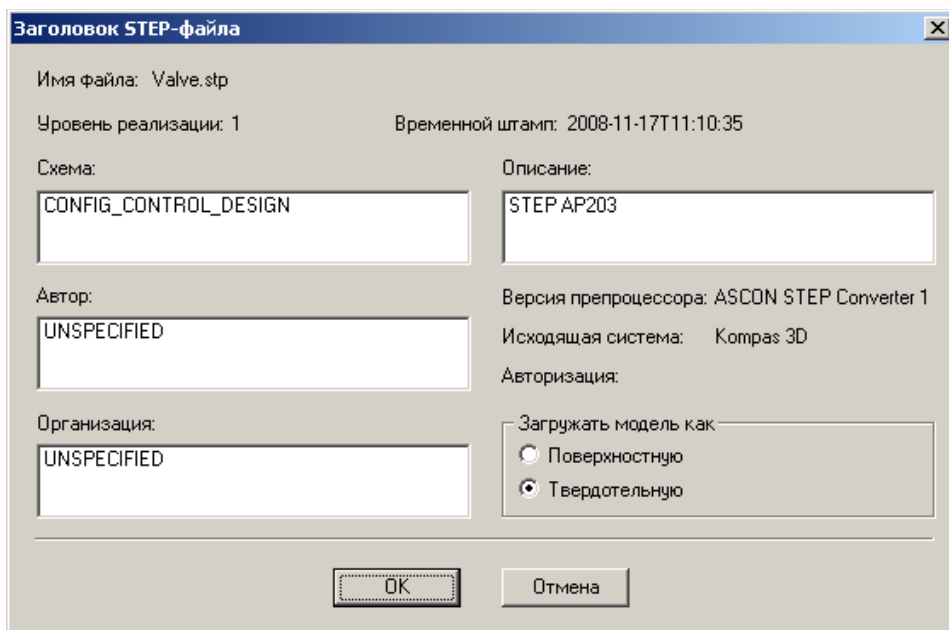 Заголовок STEP-файла
Имя файла: Valve.stp
Уровень реализации: 1 Временной штамп: 2008-11-17T11:10:35
Схема:
CONFIG_CONTROL_DESIGN
Описание:
STEP AP203
Автор:
UNSPECIFIED
Версия препроцессора: ASCON STEP Converter 1
Исходящая система: Kompas 3D
Авторизация:
Организация:
UNSPECIFIED
Загружать модель как
Поверхностную
Твердотельную
OK
Отмена